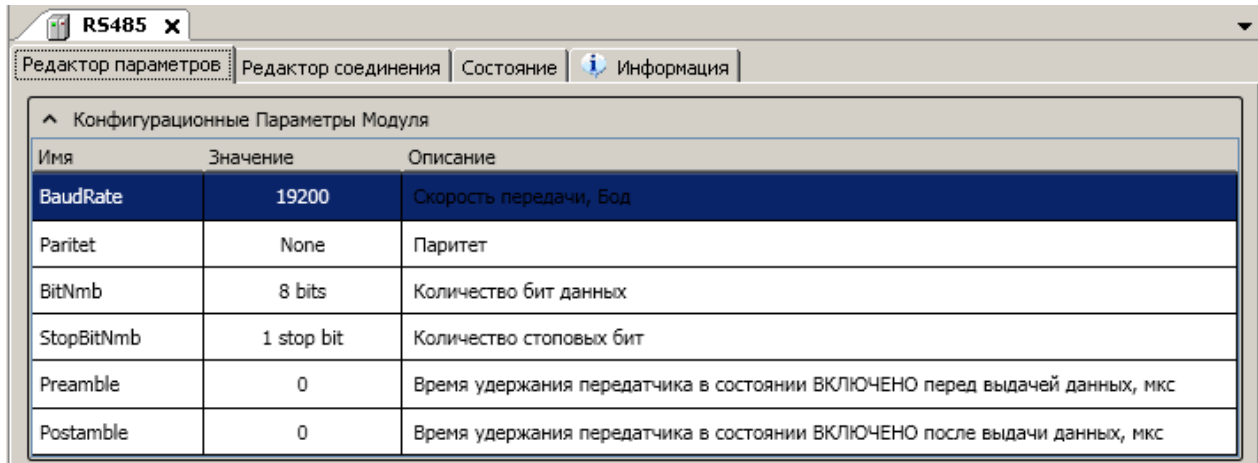 RS485 X
Редактор параметров Редактор соединения Состояние Информация
Конфигурационные Параметры Модуля
Имя Значение Описание
BaudRate 19200 Скорость передачи, Бод
Paritet None Паритет
BitNmb 8 bits Количество бит данных
StopBitNmb 1 stop bit Количество стоповых бит
Preamble 0 Время удержания передатчика в состоянии ВКЛЮЧЕНО перед выдачей данных, мкс
Postamble 0 Время удержания передатчика в состоянии ВКЛЮЧЕНО после выдачи данных, мкс